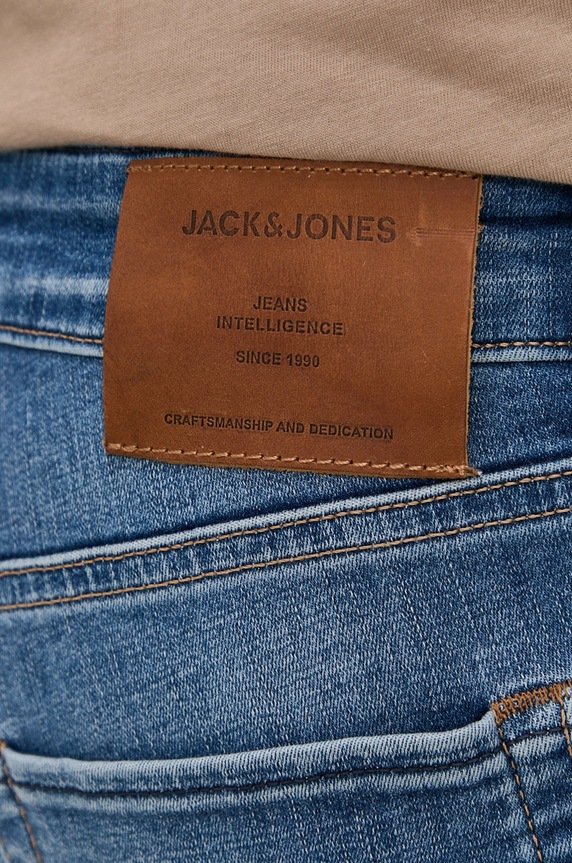 JACK&JONES
JEANS
INTELLIGENCE
SINCE 1990
CRAFTSMANSHIP AND DEDICATION